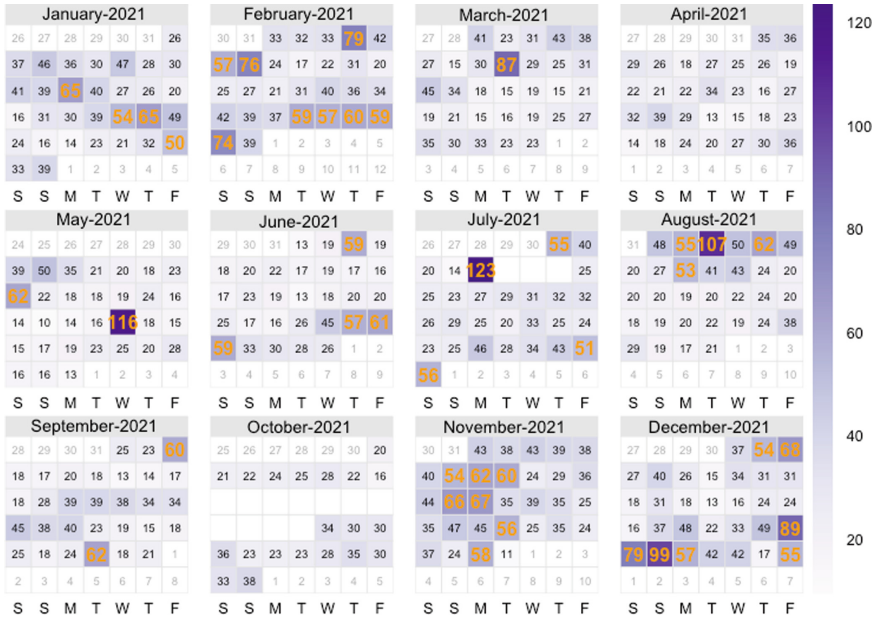 January-2021
26 27 28 29 30 31 26
37 46 36 40 47 28 30
41 39 65 40 27 26 20
16 31 30 39 54 65 49
24 16 14 23 21 32 50
33 39 1 2 3 4 5
S S M T W T F
February-2021
30 31 33 32 33 79 42
57 76 24 17 22 31 20
25 27 21 31 40 36 34
42 39 37 59 57 60 59
74 39 1 2 3 4 5
6 7 8 9 10 11 12
S S M T W T F
March-2021
27 28 41 23 31 43 38
27 15 30 87 29 25 31
45 34 18 15 19 15 21
19 21 15 16 19 25 27
35 30 33 23 23 1 2
3 4 5 6 7 8 9
S S M T W T F
April-2021
27 28 29 30 31 35 36
29 26 18 27 25 26 19
27 21 22 34 23 16 27
32 39 29 13 15 18 23
14 18 24 20 27 30 36
1 2 3 4 5 6 7
S S M T W T F
May-2021
24 25 26 27 28 29 30
39 50 35 21 20 18 23
62 22 18 18 19 24 16
14 10 14 16 116 18 15
15 17 19 23 25 20 28
16 16 13 1 2 3 4
S S M T W T F
June-2021
29 30 31 13 19 59 19
18 20 22 17 19 17 16
17 23 13 19 18 20 20
25 17 16 26 45 57 61
59 33 30 28 26 1 2
3 4 5 6 7 8 9
S S M T W T F
July-2021
26 27 28 29 30 55 40
20 14 123 25
25 23 27 29 31 32 32
26 29 25 20 33 25 24
23 25 46 28 34 43 51
56 1 2 3 4 5 6
S S M T W T F
August-2021
31 48 55 107 50 62 49
20 27 53 41 43 24 20
20 20 19 20 22 24 20
18 19 20 22 19 24 38
29 19 17 21 1 2 3
4 5 6 7 8 9 10
S S M T W T F
September-2021
28 29 30 31 25 23 60
18 17 20 18 13 14 17
18 28 39 39 38 34 34
45 38 40 23 19 15 18
25 18 24 62 18 21 1
2 3 4 5 6 7 8
S S M T W T F
October-2021
25 26 27 28 29 30 20
21 22 24 25 28 22 16
34 30 30
36 23 23 23 28 35 30
33 38 1 2 3 4 5
S S M T W T F
November-2021
30 31 43 38 43 39 38
40 54 62 60 24 29 36
44 66 67 35 39 35 25
35 47 45 56 25 35 24
37 24 58 11 1 2 3
4 5 6 7 8 9 10
S S M T W T F
December-2021
27 28 29 30 37 54 68
26 40 26 15 34 31 31
18 31 18 13 16 24 24
16 37 48 22 33 49 89
79 99 57 42 42 17 55
1 2 3 4 5 6 7
S S M T W T F
120
100
80
60
40
20